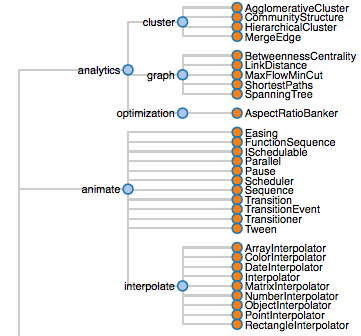 cluster
AgglomerativeCluster
CommunityStructure
HierarchicalCluster
MergeEdge
analytics
graph
BetweennessCentrality
LinkDistance
MaxFlowMinCut
ShortestPaths
SpanningTree
optimization
AspectRatioBanker
animate
Easing
FunctionSequence
ISchedulable
Parallel
Pause
Scheduler
Sequence
Transition
TransitionEvent
Transitioner
Tween
interpolate
ArrayInterpolator
ColorInterpolator
DateInterpolator
Interpolator
MatrixInterpolator
NumberInterpolator
ObjectInterpolator
PointInterpolator
RectangleInterpolator